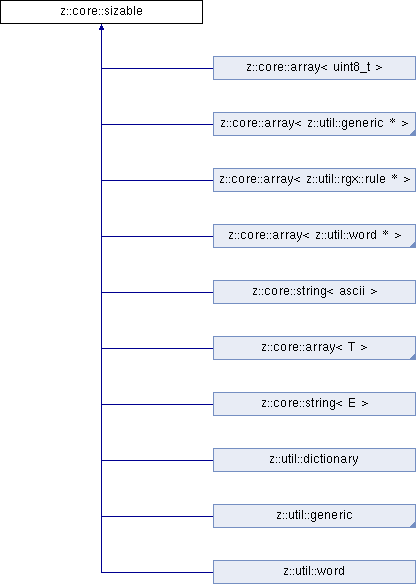 z::core::sizable
z::core::array< uint8_t >
z::core::array< z::util::generic * >
z::core::array< z::util::rgx::rule * >
z::core::array< z::util::word * >
z::core::string< ascii >
z::core::array< T >
z::core::string< E >
z::util::dictionary
z::util::generic
z::util::word